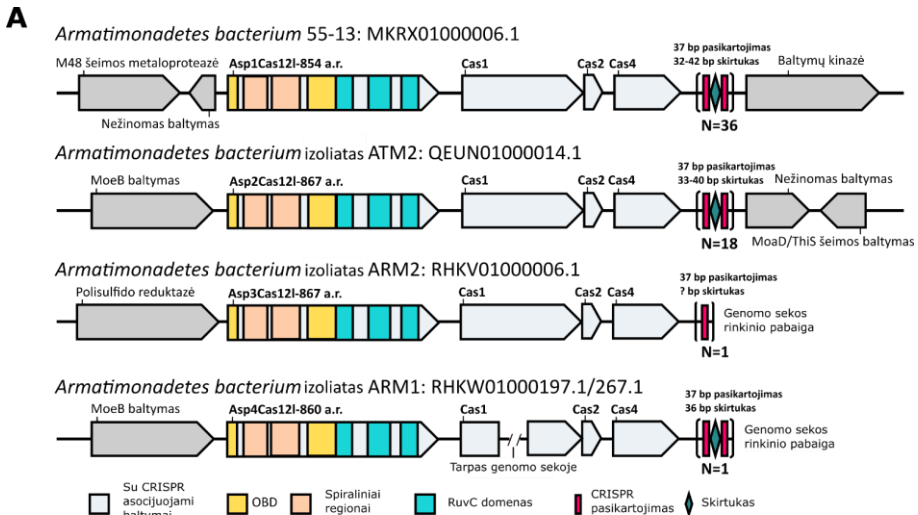 A
Armatimonadetes bacterium 55-13: MKRX01000006.1
M48 šeimos metaloproteazė
Asp1Cas12l-854 a.r.
Cas1
Cas2
Cas4
37 bp pasikartojimas
32-42 bp skirtukas
Baltymų kinazė
Nežinomas baltymas
N=36
Armatimonadetes bacterium izoliatas ATM2: QEUN01000014.1
MoeB baltymas
Asp2Cas12l-867 a.r.
Cas1
Cas2
Cas4
37 bp pasikartojimas
33-40 bp skirtukas
Nežinomas baltymas
N=18
MoaD/ThiS šeimos baltymas
Armatimonadetes bacterium izoliatas ARM2: RHKV01000006.1
Polisulfido reduktazė
Asp3Cas12l-867 a.r.
Cas1
Cas2
Cas4
37 bp pasikartojimas
? bp skirtukas
Genomo sekos
rinkinio pabaiga
N=1
Armatimonadetes bacterium izoliatas ARM1: RHKW01000197.1/267.1
MoeB baltymas
Asp4Cas12l-860 a.r.
Cas1
Cas2
Cas4
37 bp pasikartojimas
36 bp skirtukas
Genomo sekos
rinkinio pabaiga
Tarpas genomo sekoje
N=1
Su CRISPR
asocijuojami
baltymai
OBD
Spiraliniai
regionai
RuvC domenas
CRISPR
pasikartojimas
Skirtukas